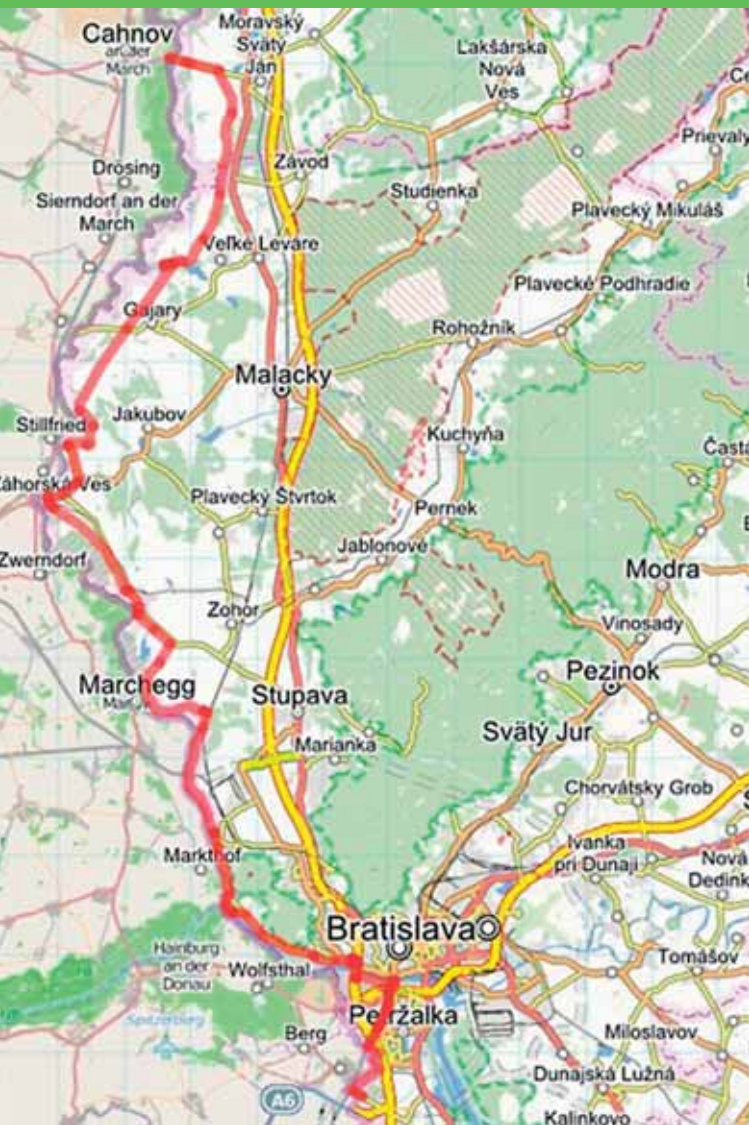 Moravský
Svätý
Ján
Cahnov
an der
March
Lakšárska
Nová
Ves
Prievaly
Závod
Drösing
Studienka
Sierndorf an der
March
Plavecký Mikuláš
Veľké Leváre
Plavecké Podhradie
Gajary
Rohožník
Malacky
Jakubov
Stillfried
Kuchyňa
Záhorská Ves
Plavecký Štvrtok
Pernek
Jablonové
Zwerndorf
Modra
Zohor
Vinosady
Pezinok
Marchegg
Stupava
Svätý Jur
Marianka
Chorvátsky Grob
Ivanka
pri Dunaji
Markthof
Nová
Dedink
Bratislava
Hainburg
an der
Donau
Wolfsthal
Tomášov
Spitzerberg
Petržalka
Berg
Miloslavov
Dunajská Lužná
A6
Kalinkovo